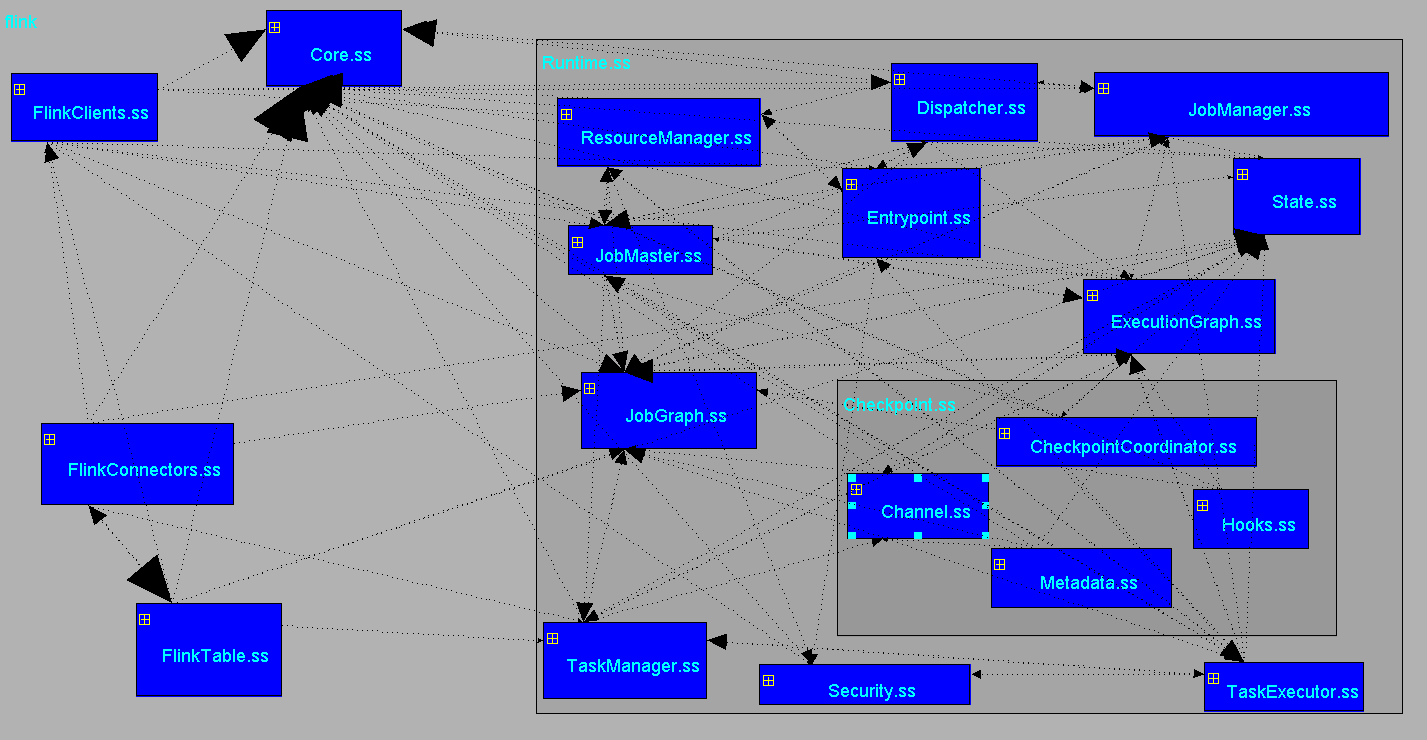 flink
Core.ss
FlinkClients.ss
Runtime.ss
ResourceManager.ss
Dispatcher.ss
JobManager.ss
State.ss
Entrypoint.ss
JobMaster.ss
ExecutionGraph.ss
JobGraph.ss
Checkpoint.ss
CheckpointCoordinator.ss
FlinkConnectors.ss
Channel.ss
Hooks.ss
Metadata.ss
FlinkTable.ss
TaskManager.ss
Security.ss
TaskExecutor.ss